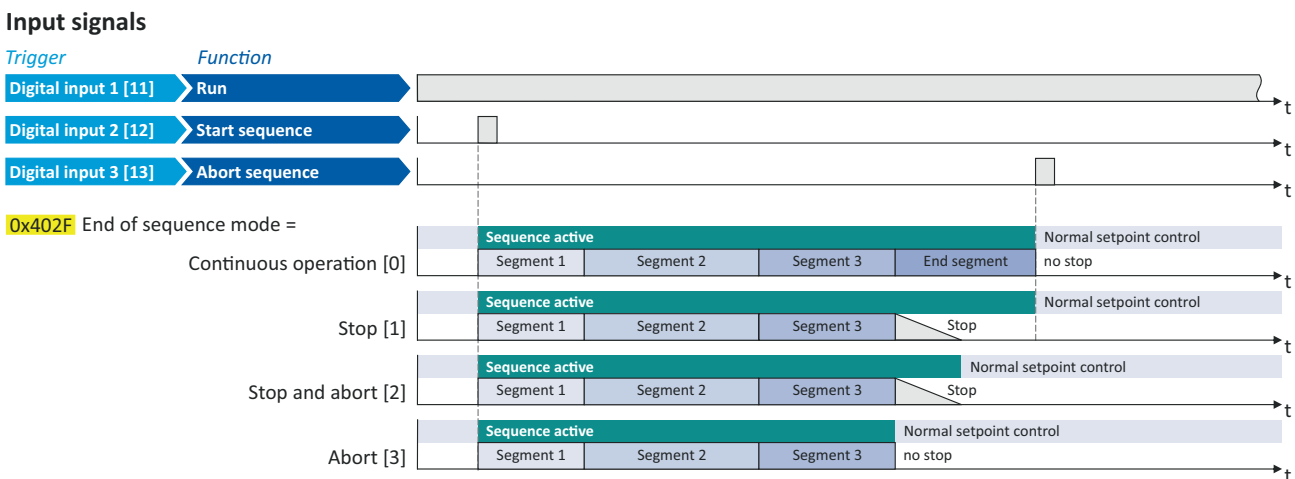 Input signals
Trigger Function
Digital input 1 [11] Run
t
Digital input 2 [12] Start sequence
t
Digital input 3 [13] Abort sequence
t
0x402F End of sequence mode =
Sequence active Normal setpoint control
Continuous operation [0] Segment 1 Segment 2 Segment 3 End segment no stop
t
Sequence active Normal setpoint control
Stop [1] Segment 1 Segment 2 Segment 3 Stop
t
Sequence active Normal setpoint control
Stop and abort [2] Segment 1 Segment 2 Segment 3 Stop
t
Sequence active Normal setpoint control
Abort [3] Segment 1 Segment 2 Segment 3 no stop
t